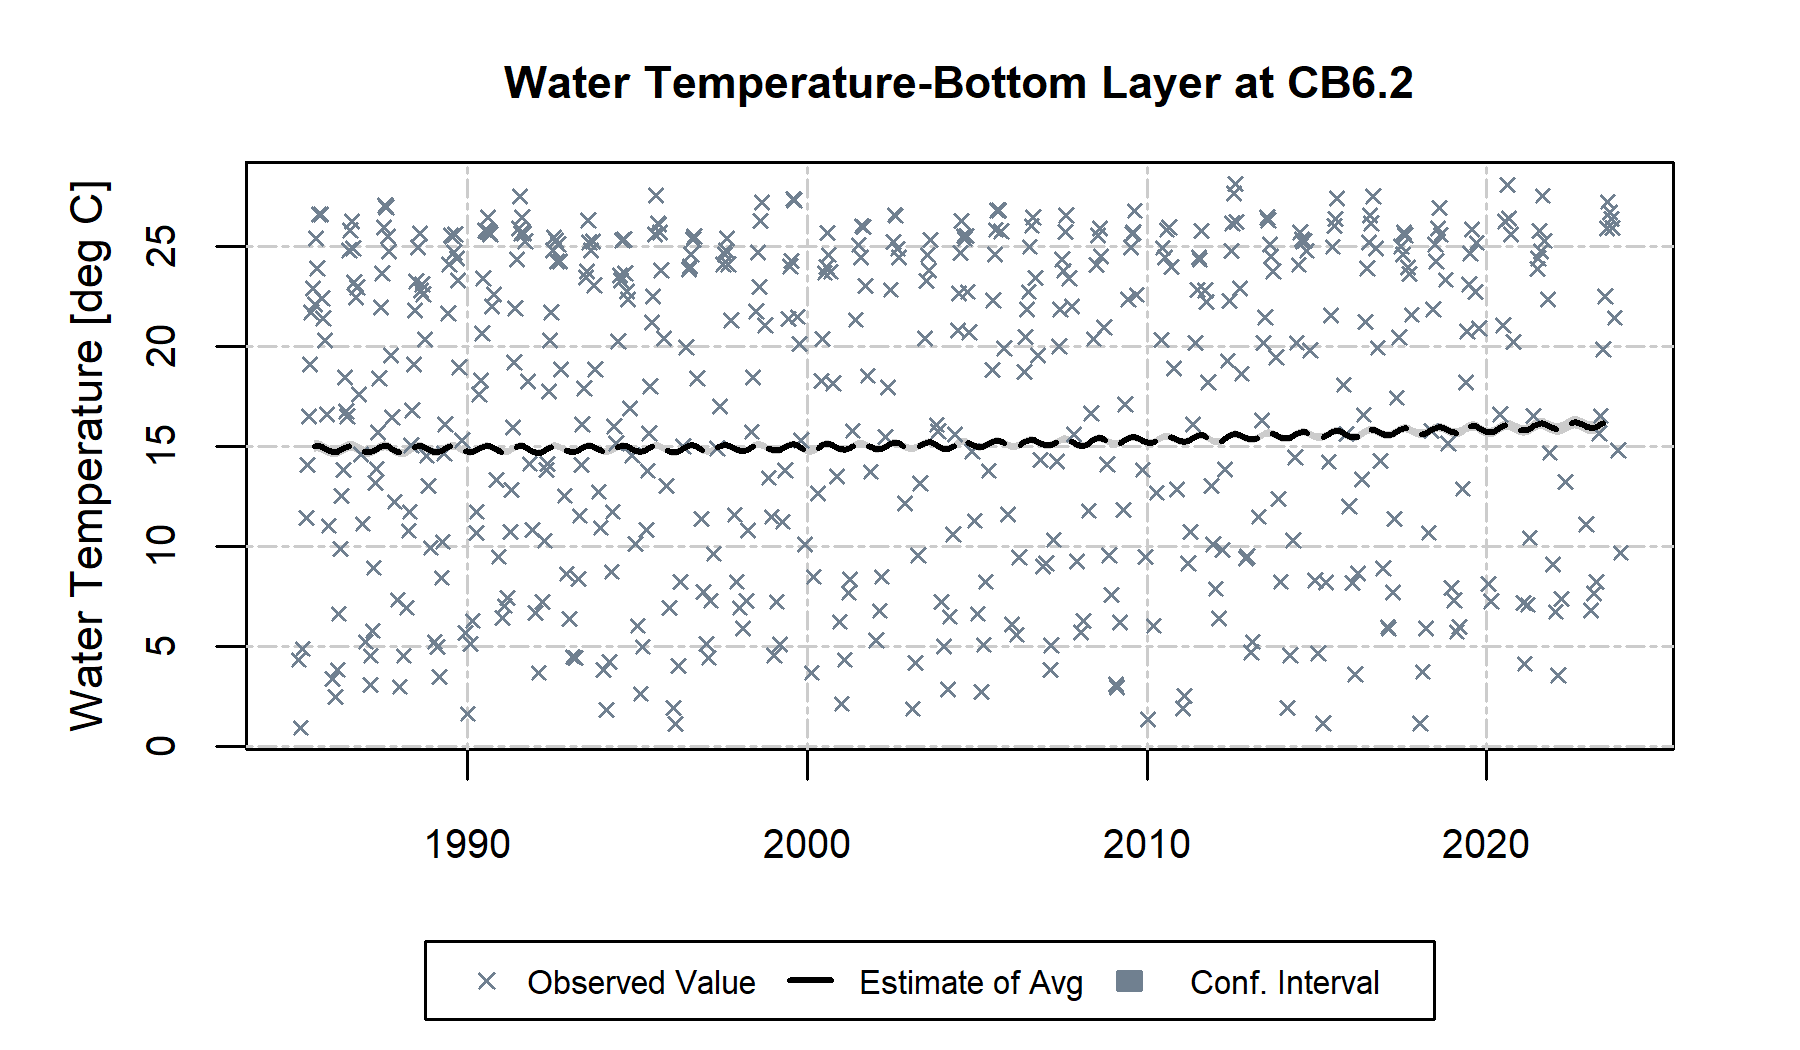 Water Temperature-Bottom Layer at CB6.2
Water Temperature [deg C]
25
20
15
10
5
0
1990 2000 2010 2020
Observed Value Estimate of Avg Conf. Interval